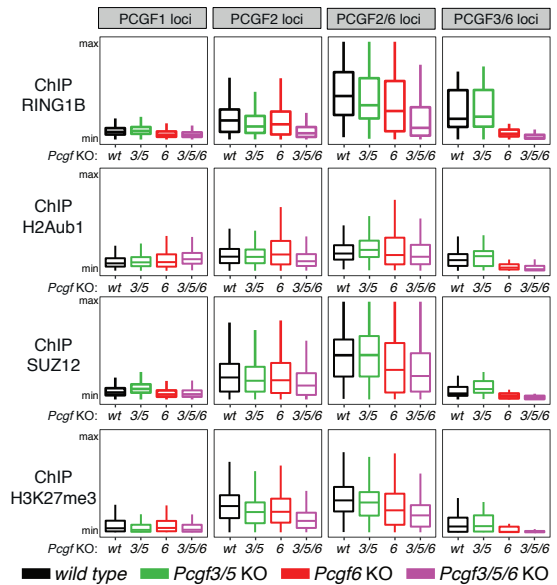 PCGF1 loci PCGF2 loci PCGF2/6 loci PCGF3/6 loci
max
ChIP
RING1B
min
Pcgf KO: wt 3/5 6 3/5/6 wt 3/5 6 3/5/6 wt 3/5 6 3/5/6 wt 3/5 6 3/5/6
max
ChIP
H2Aub1
min
Pcgf KO: wt 3/5 6 3/5/6 wt 3/5 6 3/5/6 wt 3/5 6 3/5/6 wt 3/5 6 3/5/6
max
ChIP
SUZ12
min
Pcgf KO: wt 3/5 6 3/5/6 wt 3/5 6 3/5/6 wt 3/5 6 3/5/6 wt 3/5 6 3/5/6
max
ChIP
H3K27me3
min
Pcgf KO: wt 3/5 6 3/5/6 wt 3/5 6 3/5/6 wt 3/5 6 3/5/6 wt 3/5 6 3/5/6
wild type Pcgf3/5 KO Pcgf6 KO Pcgf3/5/6 KO